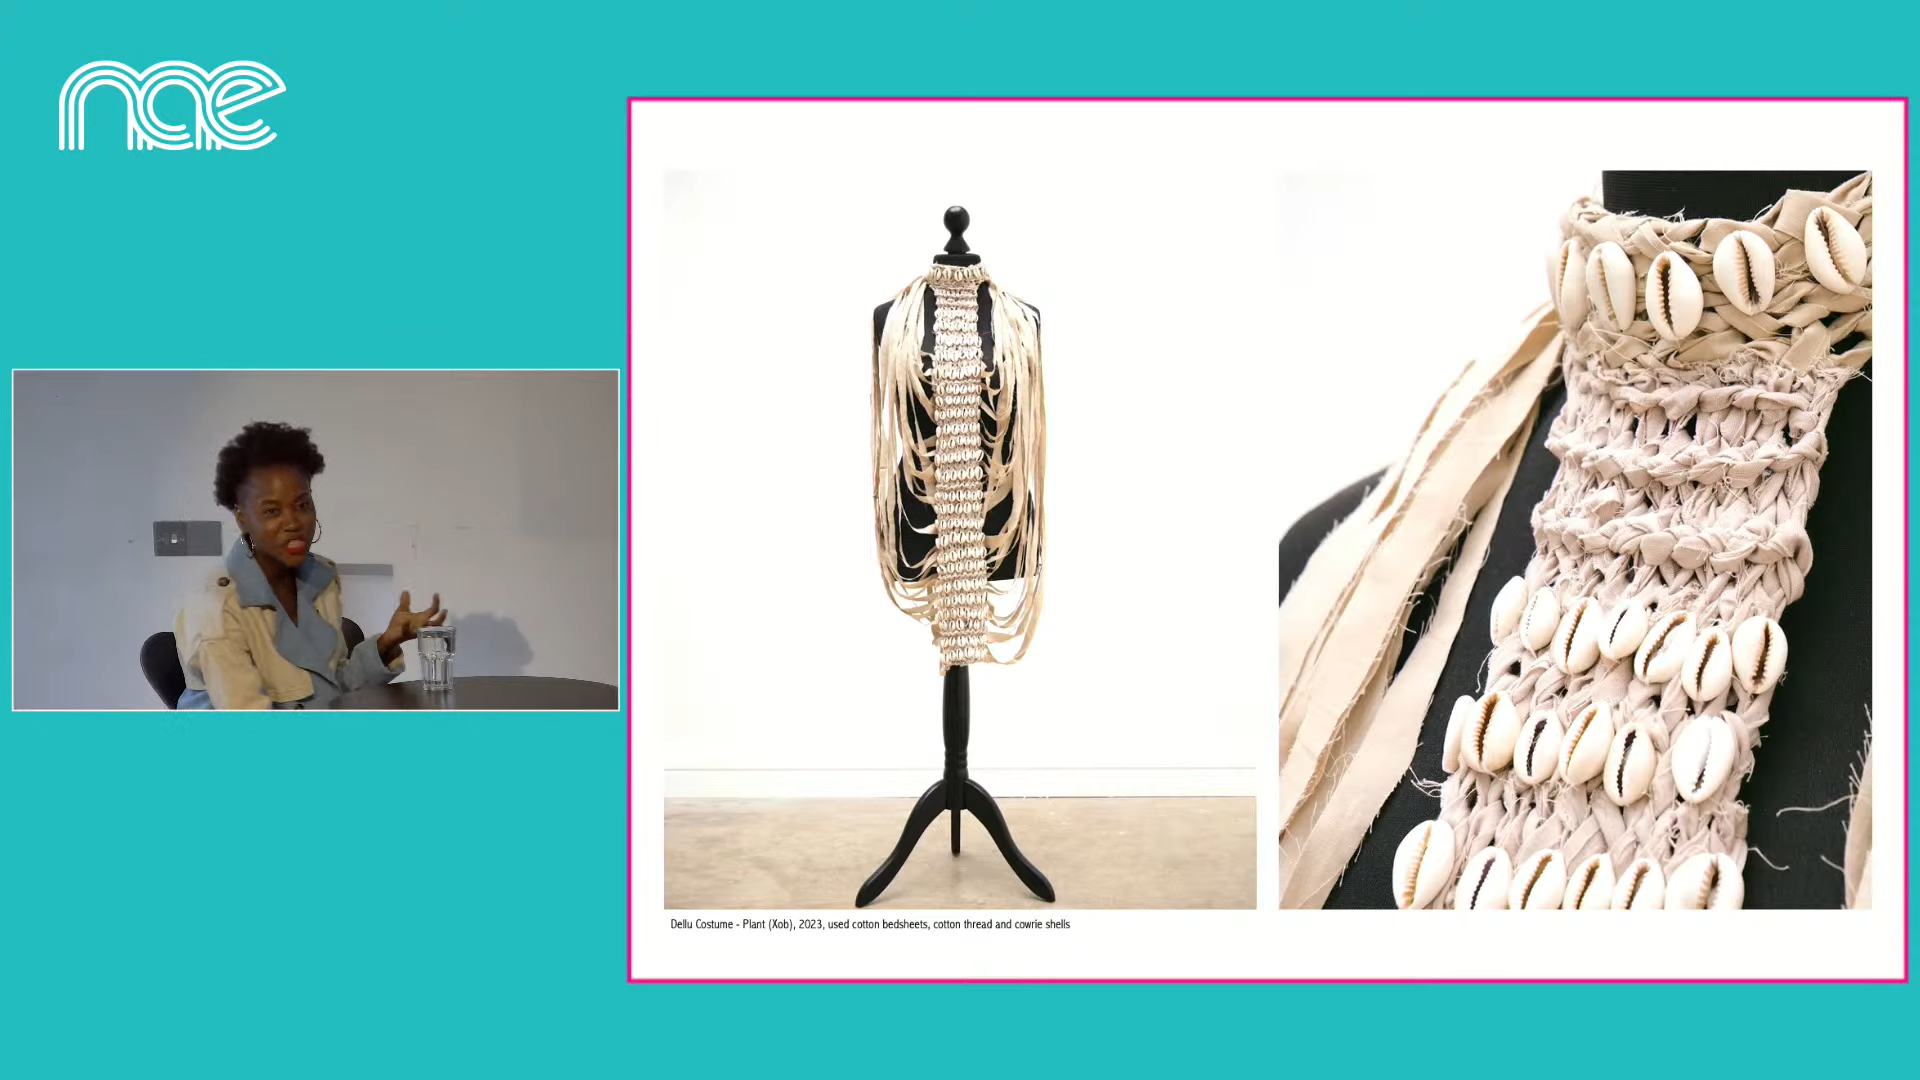 nae
Dellu Costume - Plant (Xob), 2023, used cotton bedsheets, cotton thread and cowrie shells